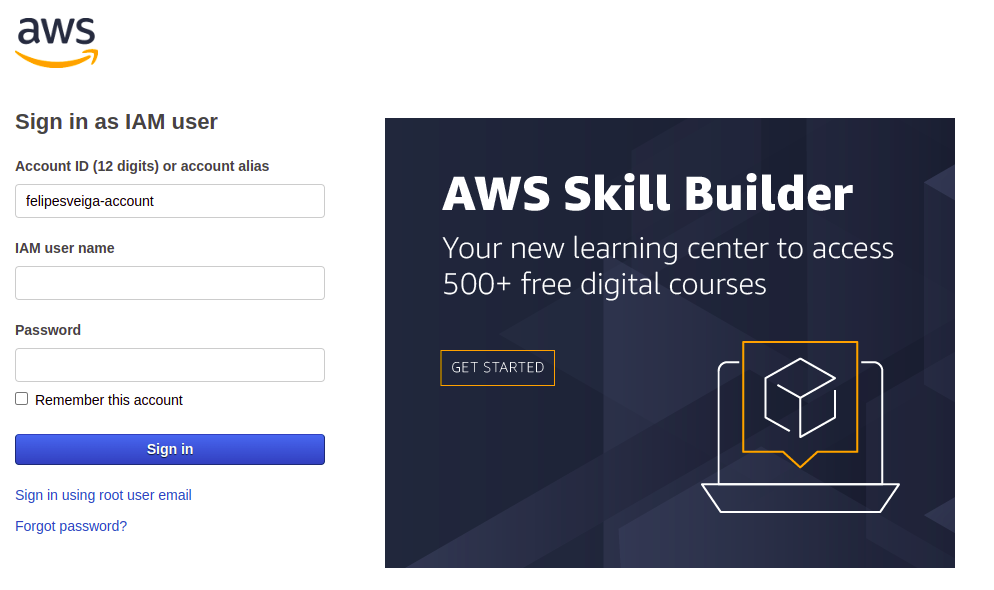 aws
Sign in as IAM user
Account ID (12 digits) or account alias
felipesveiga-account
IAM user name
Password
Remember this account
Sign in
Sign in using root user email
Forgot password?
AWS Skill Builder
Your new learning center to access
500+ free digital courses
GET STARTED